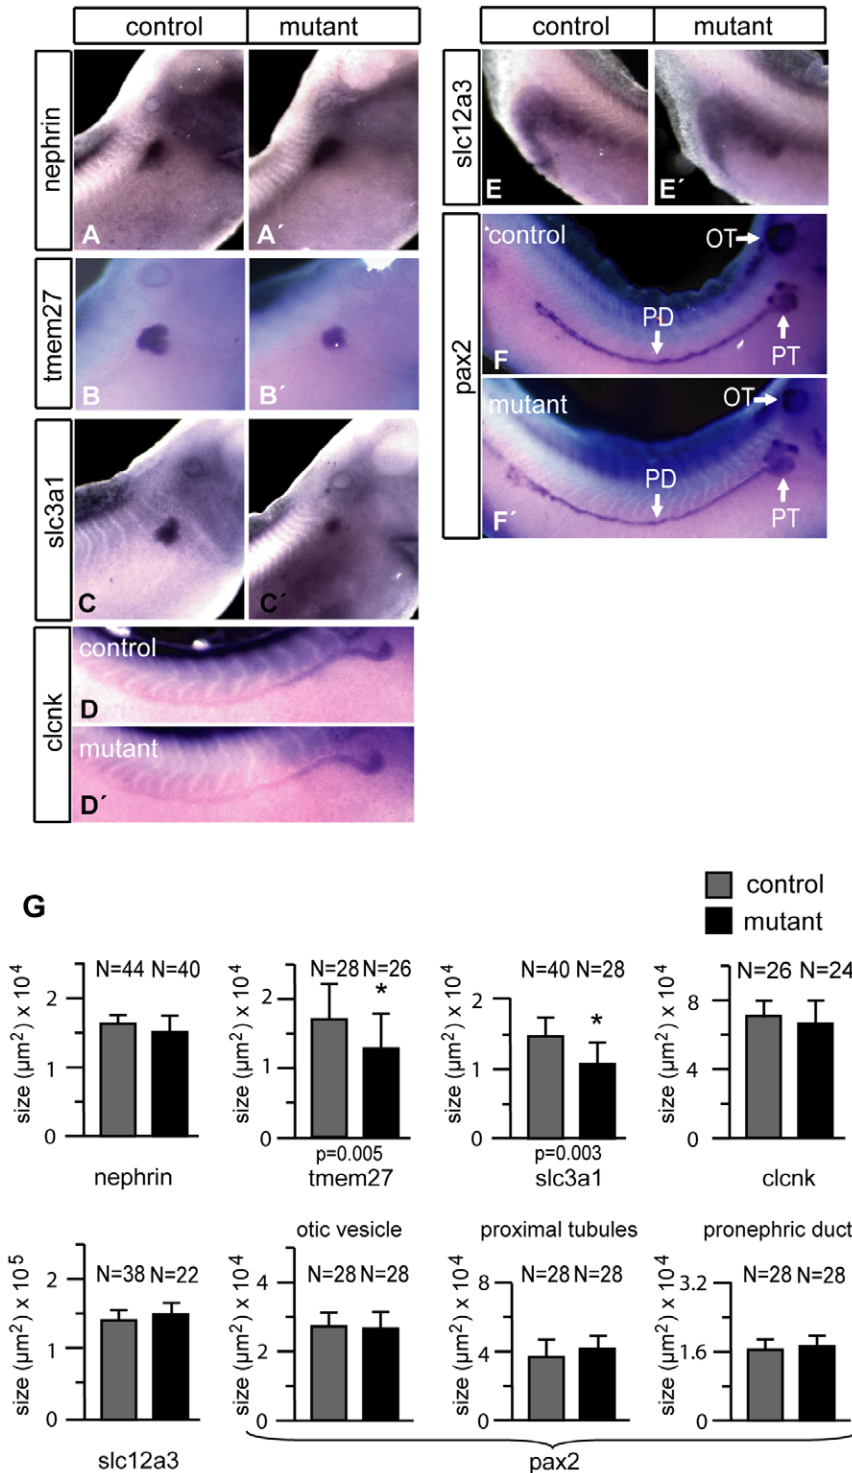 control mutant
nephrin
A A´
tmem27
B B´
slc3a1
C C´
clcnk
control
D
mutant
D´
control mutant
slc12a3
E E´
pax2
control
OT
PD
PT
F
mutant
OT
PD
PT
F´
G
control
mutant
size (µm²) x 10⁴
2
1
0
N=44 N=40
nephrin
size (µm²) x 10⁴
2
1
0
N=28 N=26
*
p=0.005
tmem27
size (µm²) x 10⁴
2
1
0
N=40 N=28
*
p=0.003
slc3a1
size (µm²) x 10⁴
8
4
0
N=26 N=24
clcnk
size (µm²) x 10⁵
2
1
0
N=38 N=22
slc12a3
otic vesicle
size (µm²) x 10⁴
4
2
0
N=28 N=28
proximal tubules
size (µm²) x 10⁴
8
4
0
N=28 N=28
pronephric duct
size (µm²) x 10⁴
3.2
1.6
0
N=28 N=28
pax2